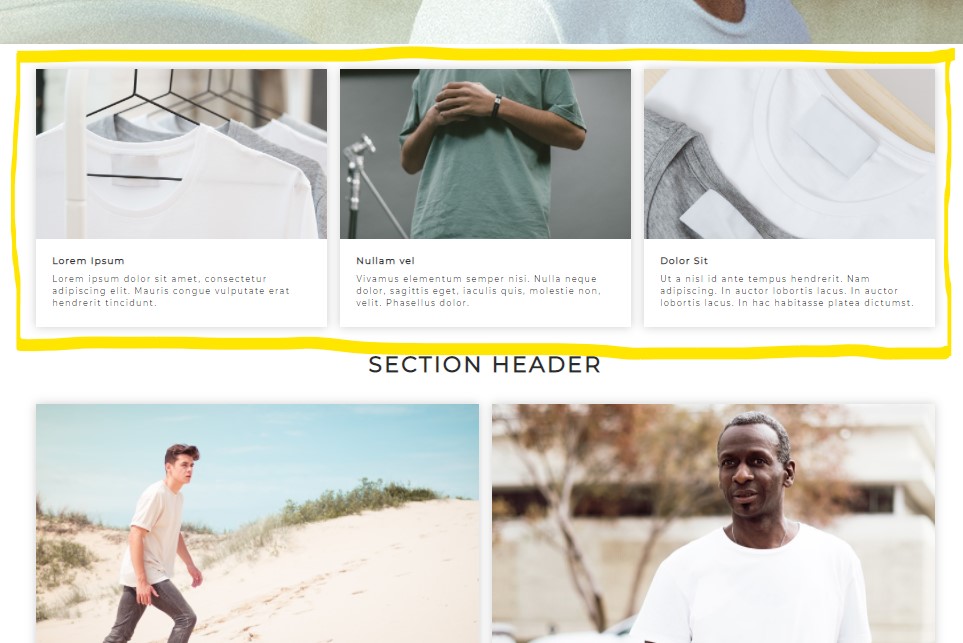 Lorem Ipsum
Lorem ipsum dolor sit amet, consectetur
adipiscing elit. Mauris congue vulputate erat
hendrerit tincidunt.
Nullam vel
Vivamus elementum semper nisi. Nulla neque
dolor, sagittis eget, iaculis quis, molestie non,
velit. Phasellus dolor.
Dolor Sit
Ut a nisl id ante tempus hendrerit. Nam
adipiscing. In auctor lobortis lacus. In auctor
lobortis lacus. In hac habitasse platea dictumst.
SECTION HEADER